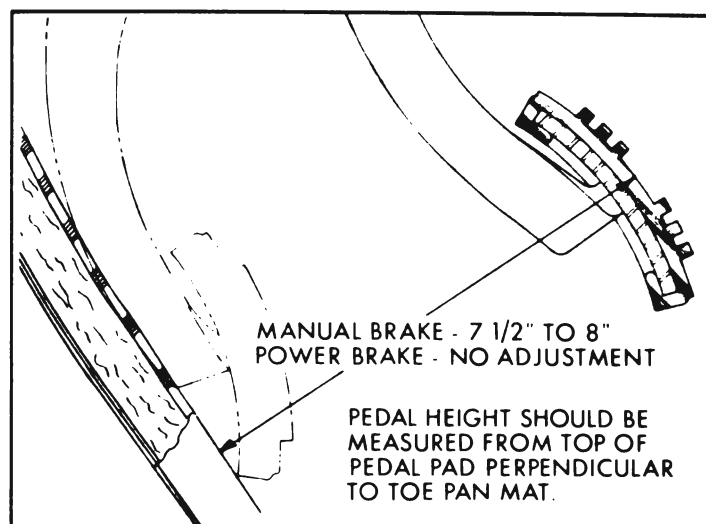 MANUAL BRAKE - 7 1/2" TO 8"
POWER BRAKE - NO ADJUSTMENT
PEDAL HEIGHT SHOULD BE
MEASURED FROM TOP OF
PEDAL PAD PERPENDICULAR
TO TOE PAN MAT.